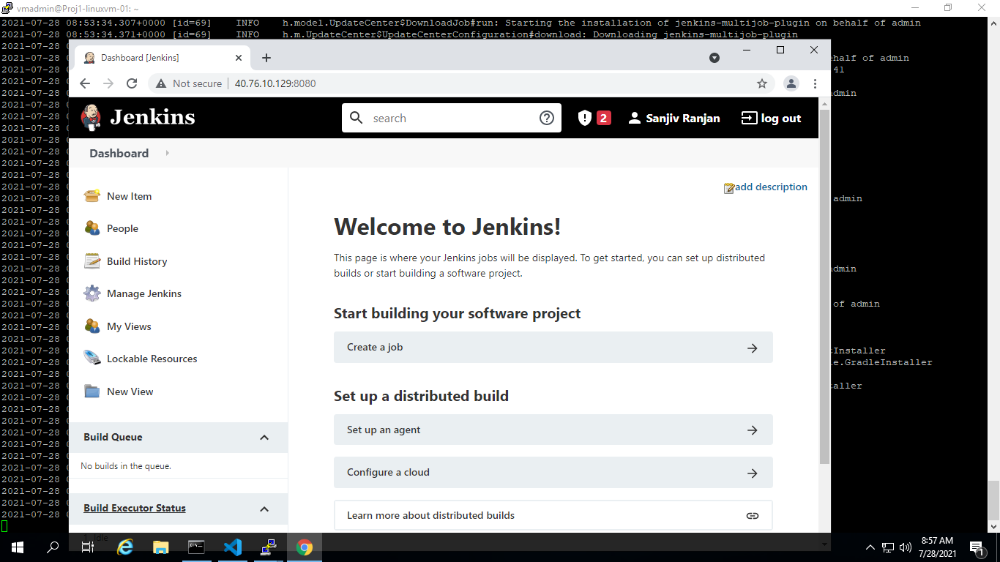 vmadmin@Proj1-linuxvm-01: ~
2021-07-28 08:53:34.307+0000 [id=69] INFO h.model.UpdateCenter$DownloadJob#run: Starting the installation of jenkins-multijob-plugin on behalf of admin
2021-07-28 08:53:34.371+0000 [id=69] INFO h.m.UpdateCenter$UpdateCenterConfiguration#download: Downloading jenkins-multijob-plugin
2021-07-28
Dashboard [Jenkins]
2021-07-28 ehalf of admin
2021-07-28 41
Not secure 40.76.10.129:8080
2021-07-28
2021-07-28 admin
2021-07-28
Jenkins search 2 Sanjiv Ranjan log out
2021-07-28
2021-07-28
2021-07-28
Dashboard
2021-07-28
2021-07-28
2021-07-28
2021-07-28
add description
2021-07-28 admin
New Item
2021-07-28
2021-07-28
Welcome to Jenkins!
People
2021-07-28
2021-07-28
2021-07-28
This page is where your Jenkins jobs will be displayed. To get started, you can set up distributed
builds or start building a software project.
Build History
2021-07-28 admin
2021-07-28
Manage Jenkins
2021-07-28
2021-07-28 of admin
2021-07-28
Start building your software project
My Views
2021-07-28
2021-07-28
Create a job
2021-07-28 tInstaller
Lockable Resources
2021-07-28 le.GradleInstaller
2021-07-28
2021-07-28 taller
New View
2021-07-28
Set up a distributed build
2021-07-28
2021-07-28
Set up an agent
2021-07-28
Build Queue
2021-07-28
2021-07-28
No builds in the queue.
2021-07-28
Configure a cloud
2021-07-28
2021-07-28
2021-07-28
Build Executor Status
2021-07-28
Learn more about distributed builds
1 Idle
8:57 AM
7/28/2021
1